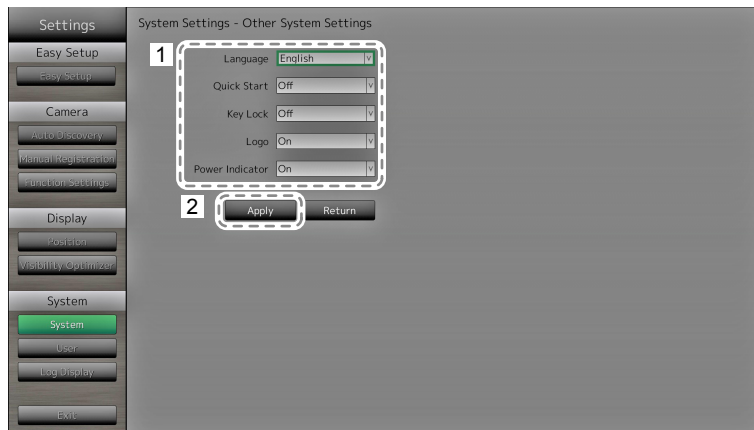 Settings
System Settings - Other System Settings
Easy Setup
Easy Setup
Camera
Auto Discovery
Manual Registration
Function Settings
Display
Position
Visibility Optimizer
System
System
User
Log Display
Exit
1
Language English
Quick Start Off
Key Lock Off
Logo On
Power Indicator On
2
Apply Return